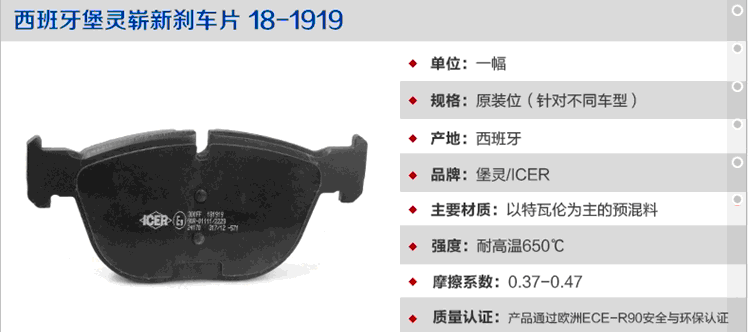 西班牙堡灵崭新刹车片 18-1919
单位：一幅
规格：原装位（针对不同车型）
产地：西班牙
品牌：堡灵/ICER
主要材质：以特瓦伦为主的预混料
强度：耐高温650℃
摩擦系数：0.37-0.47
质量认证：产品通过欧洲ECE-R90安全与环保认证
ICER
181919